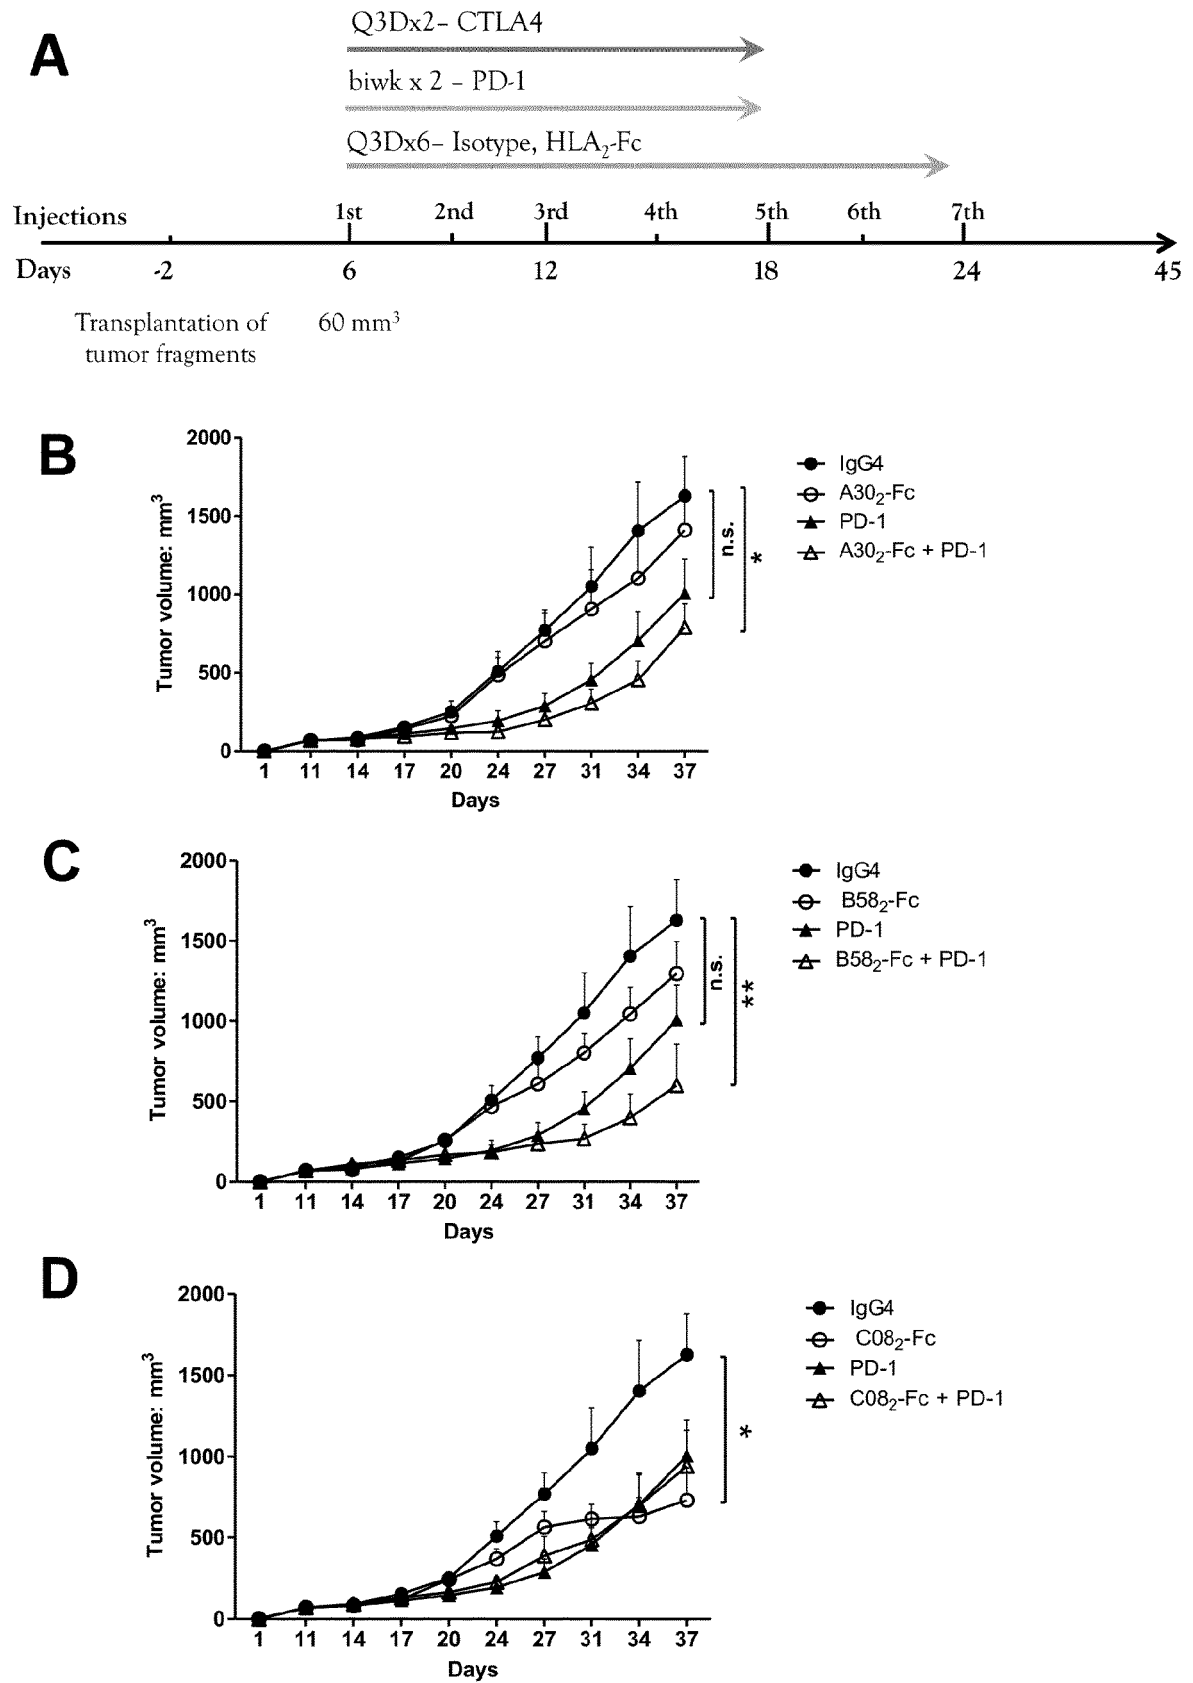 A
Q3Dx2– CTLA4
biwk x 2 – PD-1
Q3Dx6– Isotype, HLA₂-Fc
Injections 1st 2nd 3rd 4th 5th 6th 7th
Days -2 6 12 18 24 45
Transplantation of 60 mm³
tumor fragments
B
Tumor volume: mm³
2000
1500
1000
500
0
1 11 14 17 20 24 27 31 34 37
Days
n.s.
*
IgG4
A30₂-Fc
PD-1
A30₂-Fc + PD-1
C
Tumor volume: mm³
2000
1500
1000
500
0
1 11 14 17 20 24 27 31 34 37
Days
n.s.
**
IgG4
B58₂-Fc
PD-1
B58₂-Fc + PD-1
D
Tumor volume: mm³
2000
1500
1000
500
0
1 11 14 17 20 24 27 31 34 37
Days
*
IgG4
C08₂-Fc
PD-1
C08₂-Fc + PD-1